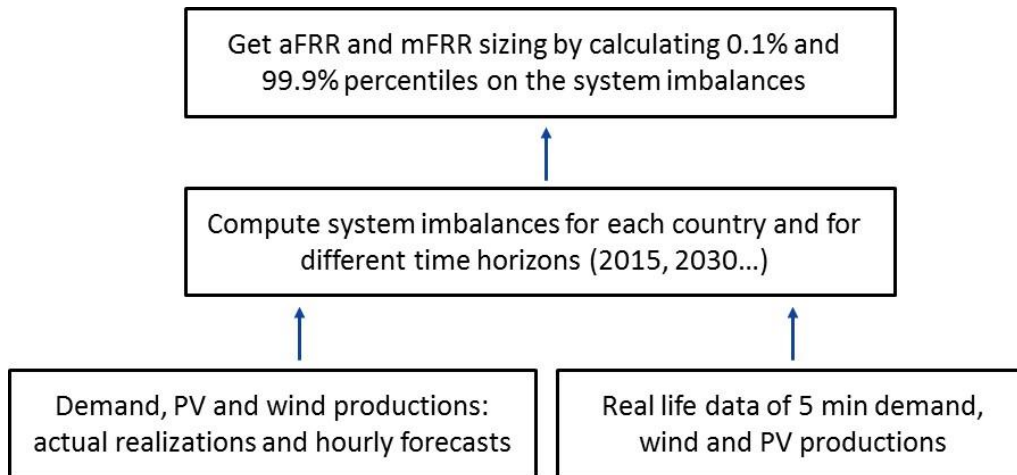 Get aFRR and mFRR sizing by calculating 0.1% and
99.9% percentiles on the system imbalances
Compute system imbalances for each country and for
different time horizons (2015, 2030...)
Demand, PV and wind productions:
actual realizations and hourly forecasts
Real life data of 5 min demand,
wind and PV productions